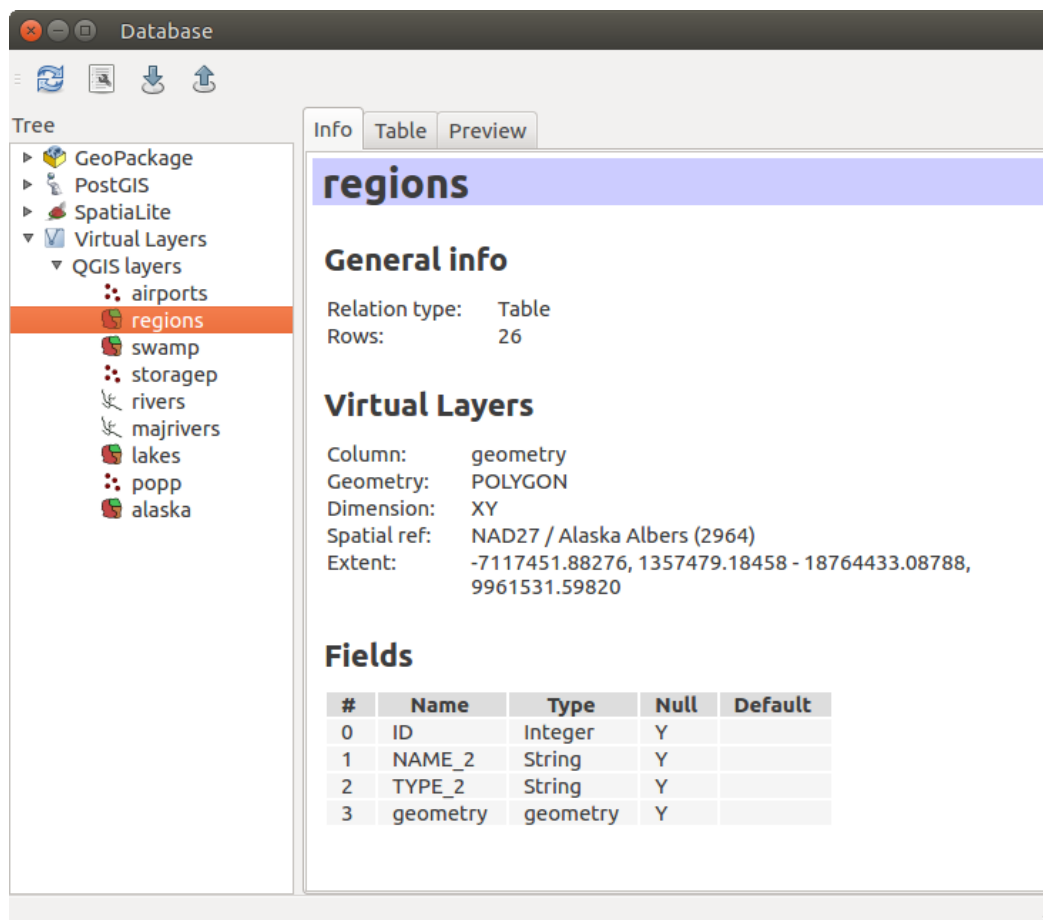 Database
Tree
GeoPackage
PostGIS
SpatiaLite
Virtual Layers
QGIS layers
airports
regions
swamp
storagep
rivers
majrivers
lakes
popp
alaska
Info Table Preview
regions
General info
Relation type: Table
Rows: 26
Virtual Layers
Column: geometry
Geometry: POLYGON
Dimension: XY
Spatial ref: NAD27 / Alaska Albers (2964)
Extent: -7117451.88276, 1357479.18458 - 18764433.08788,
9961531.59820
Fields
# Name Type Null Default
0 ID Integer Y
1 NAME_2 String Y
2 TYPE_2 String Y
3 geometry geometry Y